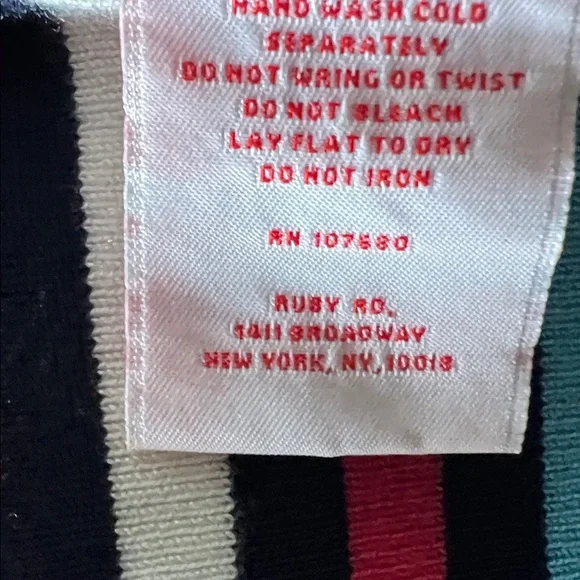 HAND WASH COLD
SEPARATELY
DO NOT WRING OR TWIST
DO NOT BLEACH
LAY FLAT TO DRY
DO NOT IRON
RN 107680
RUBY RD.
1411 BROADWAY
NEW YORK, NY, 10018